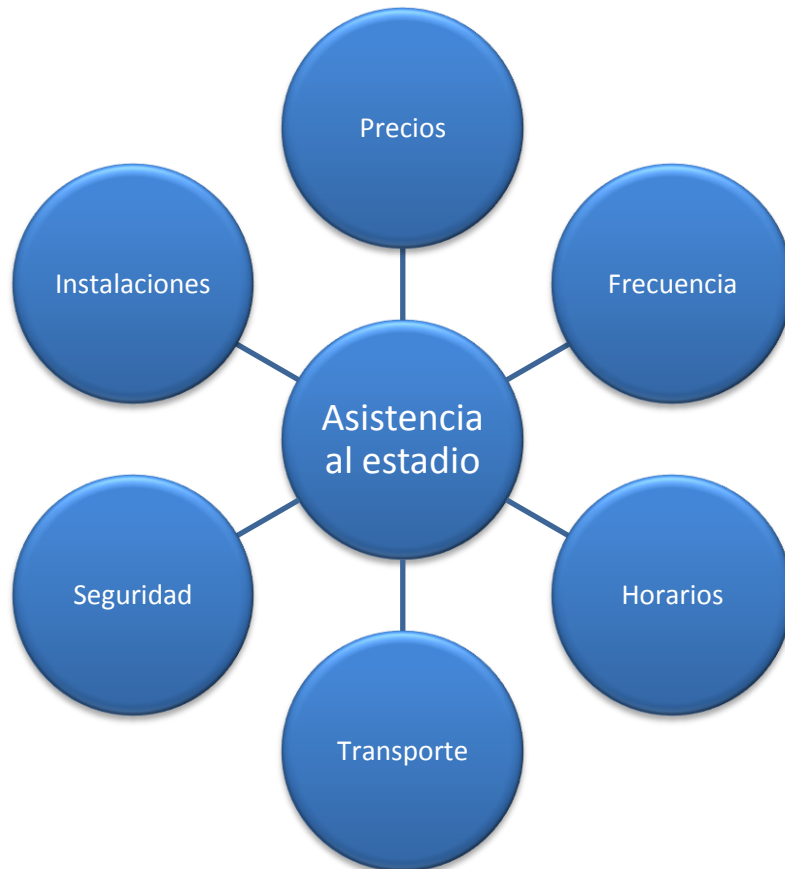 Precios
Instalaciones
Frecuencia
Asistencia
al estadio
Seguridad
Horarios
Transporte